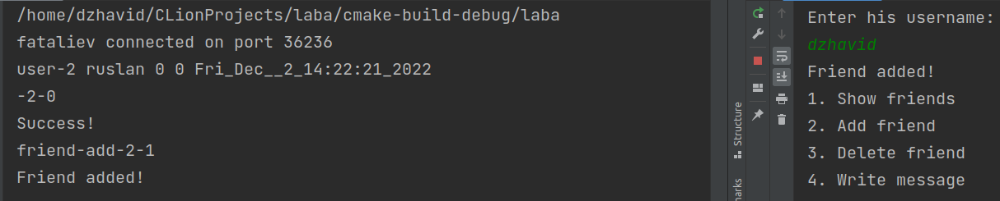 /home/dzhavid/CLionProjects/laba/cmake-build-debug/laba
fataliev connected on port 36236
user-2 ruslan 0 0 Fri_Dec__2_14:22:21_2022
-2-0
Success!
friend-add-2-1
Friend added!
Structure
marks
Enter his username:
dzhavid
Friend added!
1. Show friends
2. Add friend
3. Delete friend
4. Write message